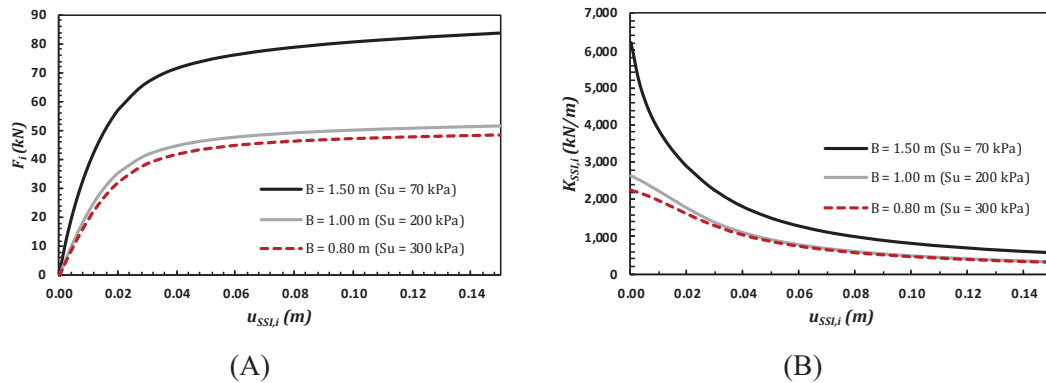 90
80
70
60
50
40
30
20
10
0
F_i (kN)
B = 1.50 m (Su = 70 kPa)
B = 1.00 m (Su = 200 kPa)
B = 0.80 m (Su = 300 kPa)
0.00 0.02 0.04 0.06 0.08 0.10 0.12 0.14
u_SSI,i (m)
(A)
7,000
6,000
5,000
4,000
3,000
2,000
1,000
0
K_SSI,i (kN/m)
B = 1.50 m (Su = 70 kPa)
B = 1.00 m (Su = 200 kPa)
B = 0.80 m (Su = 300 kPa)
0.00 0.02 0.04 0.06 0.08 0.10 0.12 0.14
u_SSI,i (m)
(B)